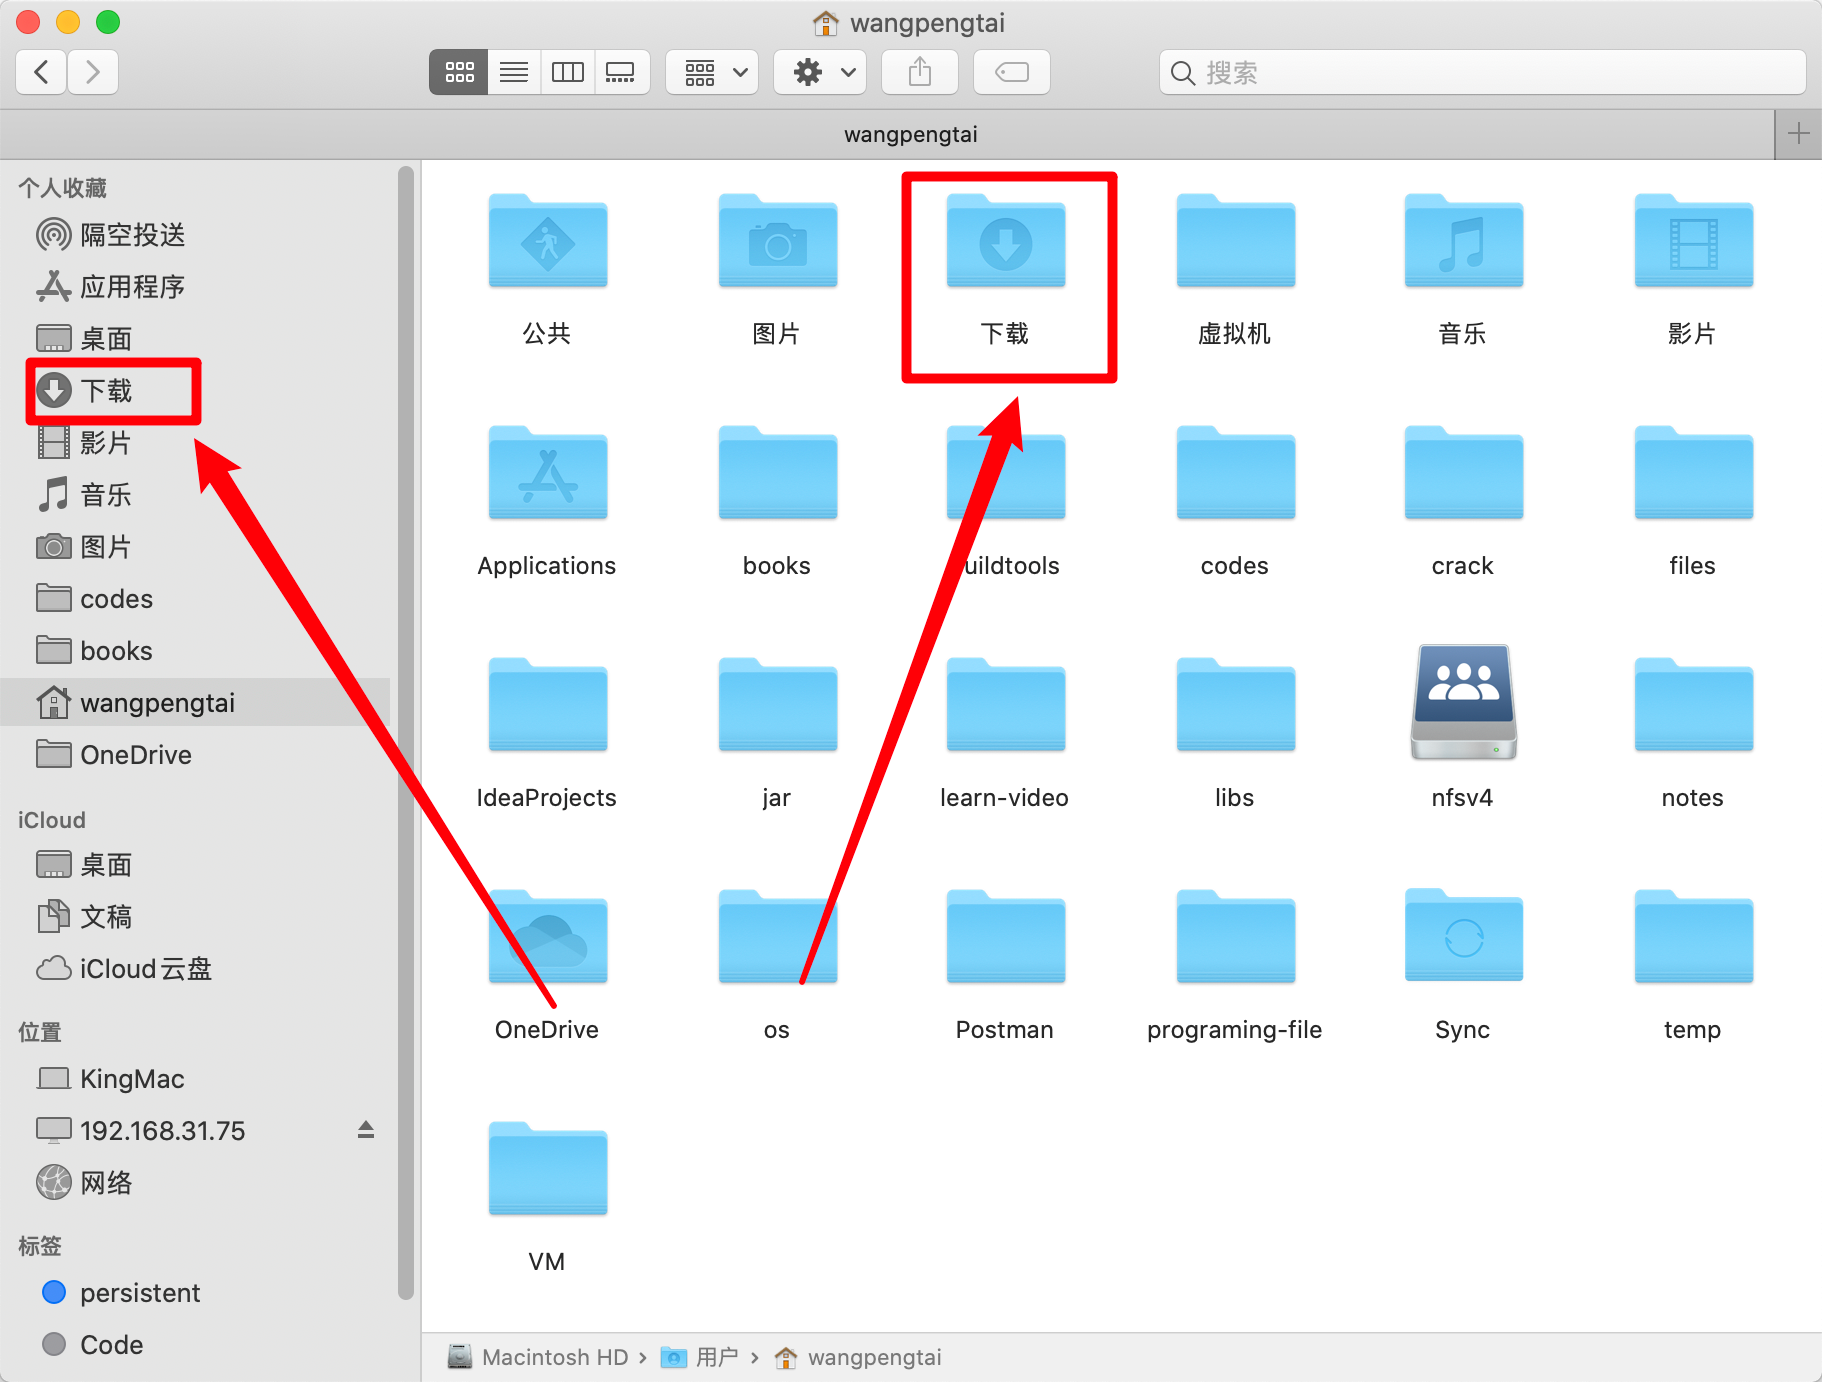 wangpengtai
搜索
wangpengtai
个人收藏
隔空投送
应用程序
桌面
下载
影片
音乐
图片
codes
books
wangpengtai
OneDrive
iCloud
桌面
文稿
iCloud云盘
位置
KingMac
192.168.31.75
网络
标签
persistent
Code
公共 图片 下载 虚拟机 音乐 影片
Applications books uildtools codes crack files
IdeaProjects jar learn-video libs nfsv4 notes
OneDrive os Postman programing-file Sync temp
VM
Macintosh HD › 用户 › wangpengtai